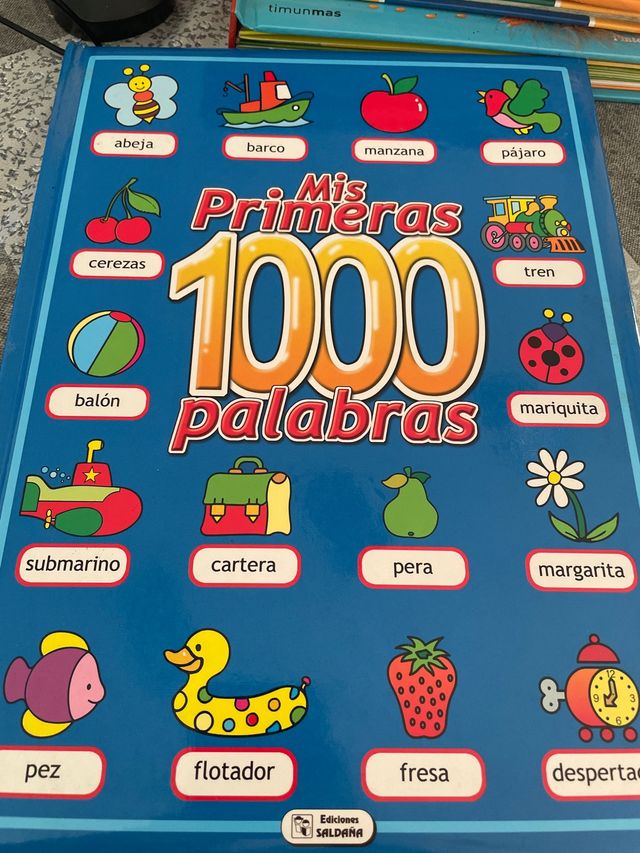 timunmas
abeja
barco
manzana
pájaro
Mis
Primeras
1000
palabras
cerezas
tren
balón
mariquita
submarino
cartera
pera
margarita
pez
flotador
fresa
desperta
Ediciones
SALDAÑA